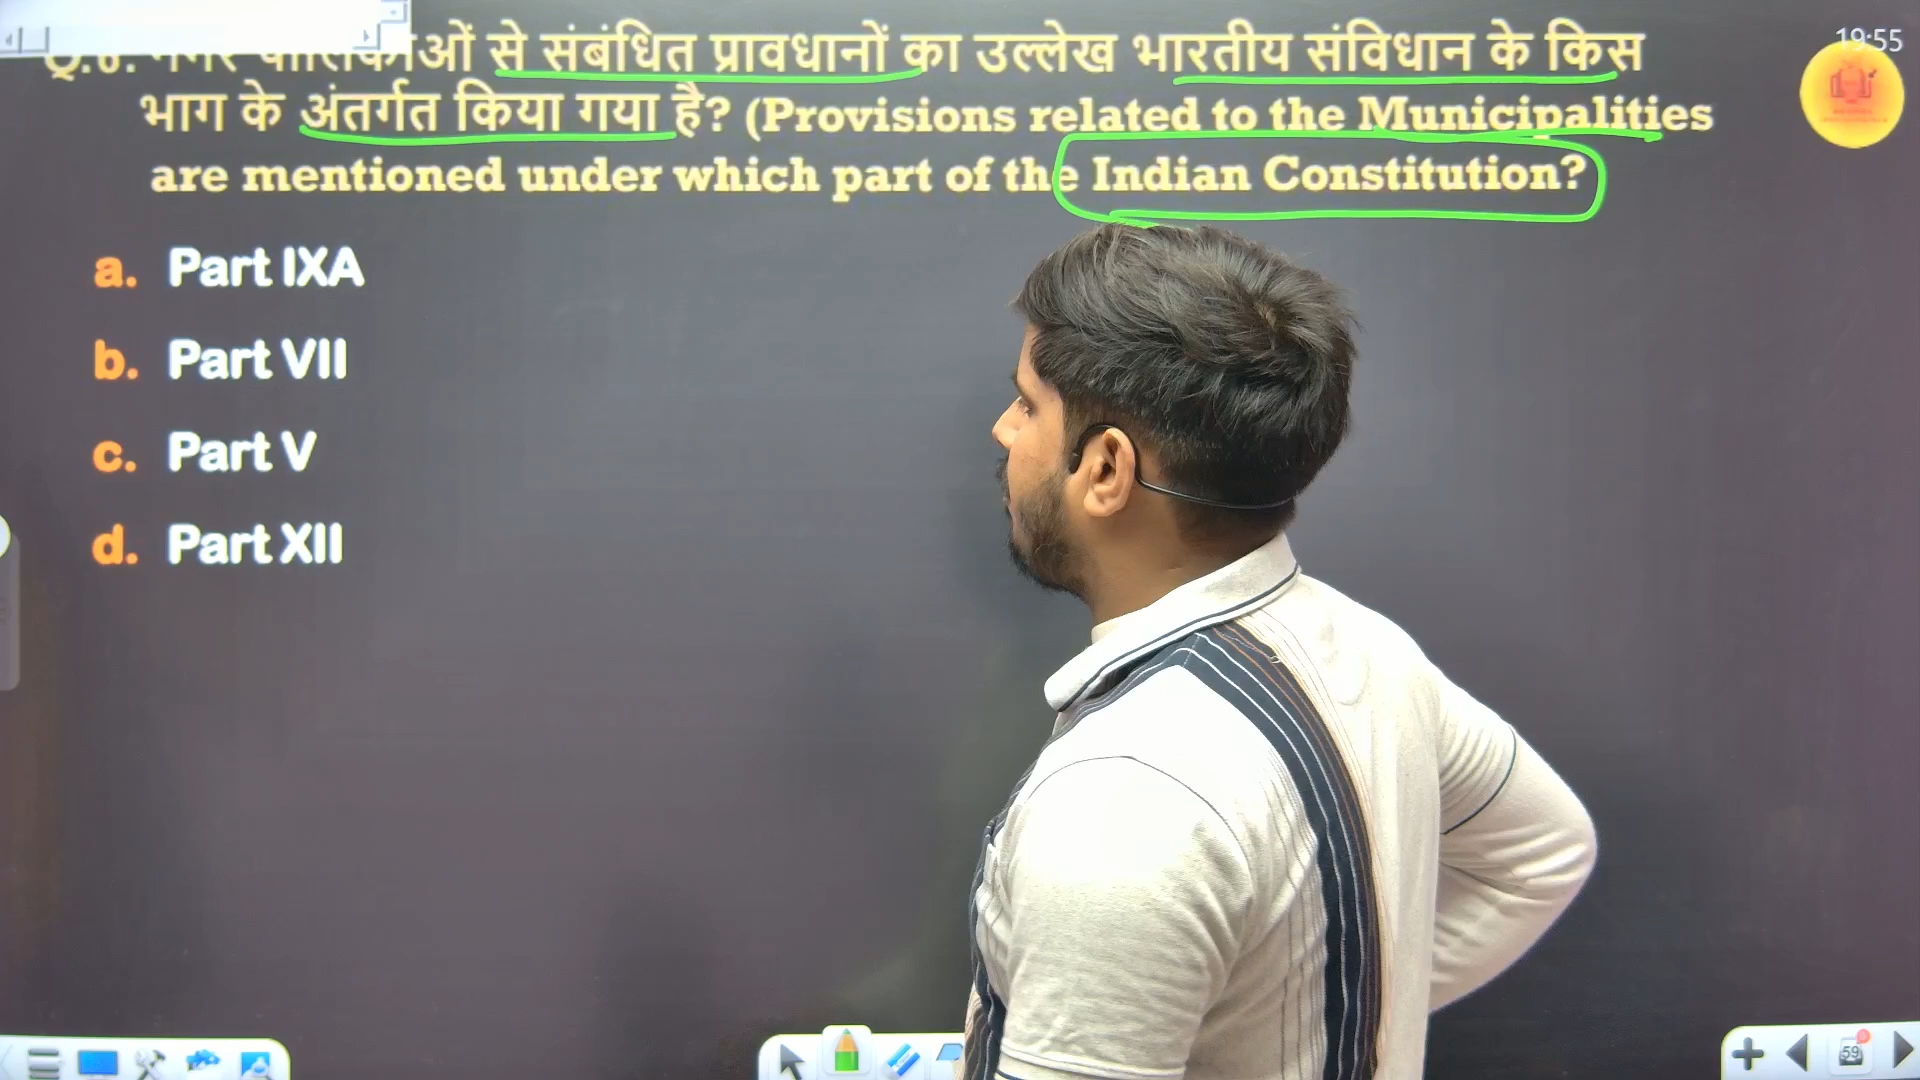 19:55
से संबंधित प्रावधानों का उल्लेख भारतीय संविधान के किस
भाग के अंतर्गत किया गया है? (Provisions related to the Municipalities
are mentioned under which part of the Indian Constitution?
a. Part IXA
b. Part VII
c. Part V
d. Part XII
59